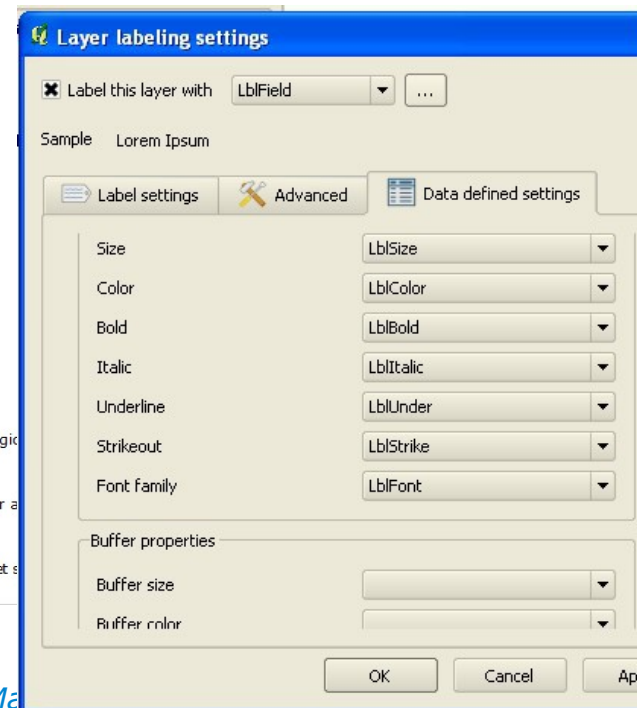 Layer labeling settings
Label this layer with LblField ...
Sample Lorem Ipsum
Label settings Advanced Data defined settings
Size LblSize
Color LblColor
Bold LblBold
Italic LblItalic
Underline LblUnder
Strikeout LblStrike
Font family LblFont
Buffer properties
Buffer size
Buffer color
OK Cancel